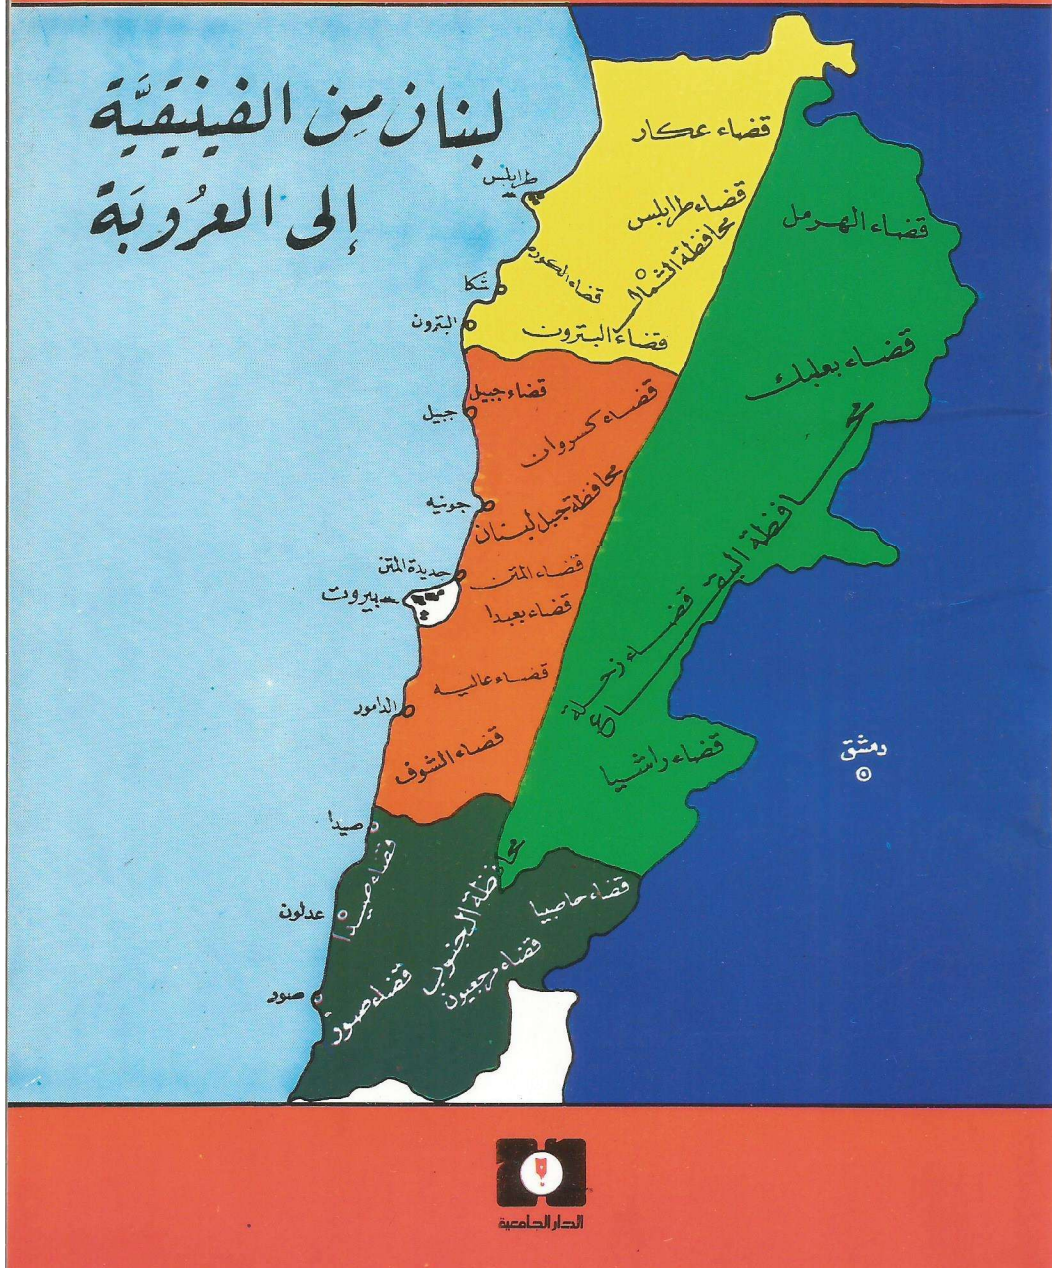 لبنان مِن الفينيقيَّة
إلى العرُوبَة
قضاء عكار
طرابلس
قضاء طرابلس
محافظة الشمال
قضاء الهرمل
قضاء الكورة
شكا
البترون
قضاء البترون
قضاء بعلبك
قضاء جبيل
جبيل
قضاء كسروان
محافظة جبل لبنان
محافظة البقاع
جونيه
حديدة المتن
قضاء المتن
بيروت
قضاء بعبدا
قضاء زحلة
قضاء عاليه
الدامور
قضاء الشوف
قضاء راشيا
دمشق
صيدا
قضاء صيدا
محافظة الجنوب
قضاء حاصبيا
عدلون
قضاء مرجعيون
صور
قضاء صور
الدار الجامعية